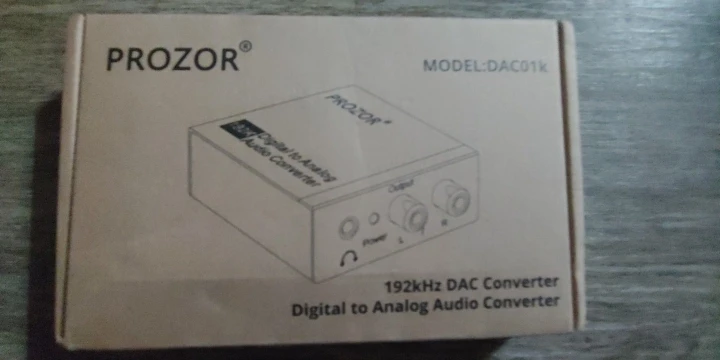 PROZOR®
MODEL:DAC01k
PROZOR®
192K Digital to Analog
Audio Converter
Output
Power L R
192kHz DAC Converter
Digital to Analog Audio Converter